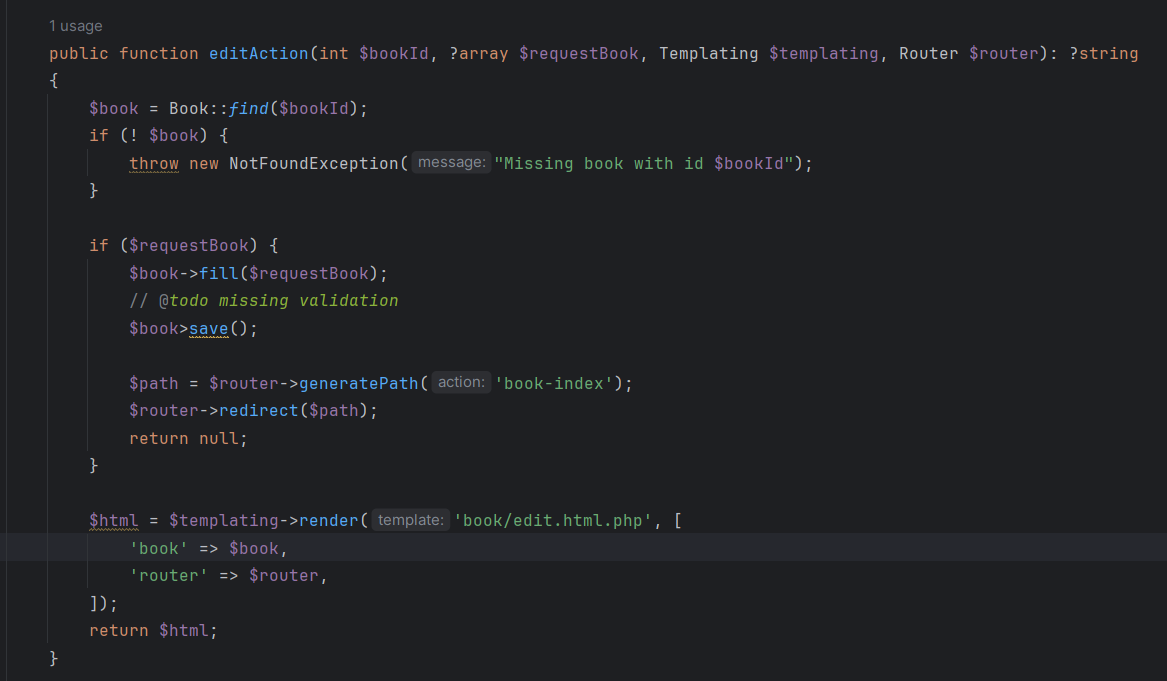 1 usage
public function editAction(int $bookId, ?array $requestBook, Templating $templating, Router $router): ?string
{
    $book = Book::find($bookId);
    if (! $book) {
        throw new NotFoundException( message: "Missing book with id $bookId");
    }

    if ($requestBook) {
        $book->fill($requestBook);
        // @todo missing validation
        $book>save();

        $path = $router->generatePath( action: 'book-index');
        $router->redirect($path);
        return null;
    }

    $html = $templating->render( template: 'book/edit.html.php', [
        'book' => $book,
        'router' => $router,
    ]);
    return $html;
}